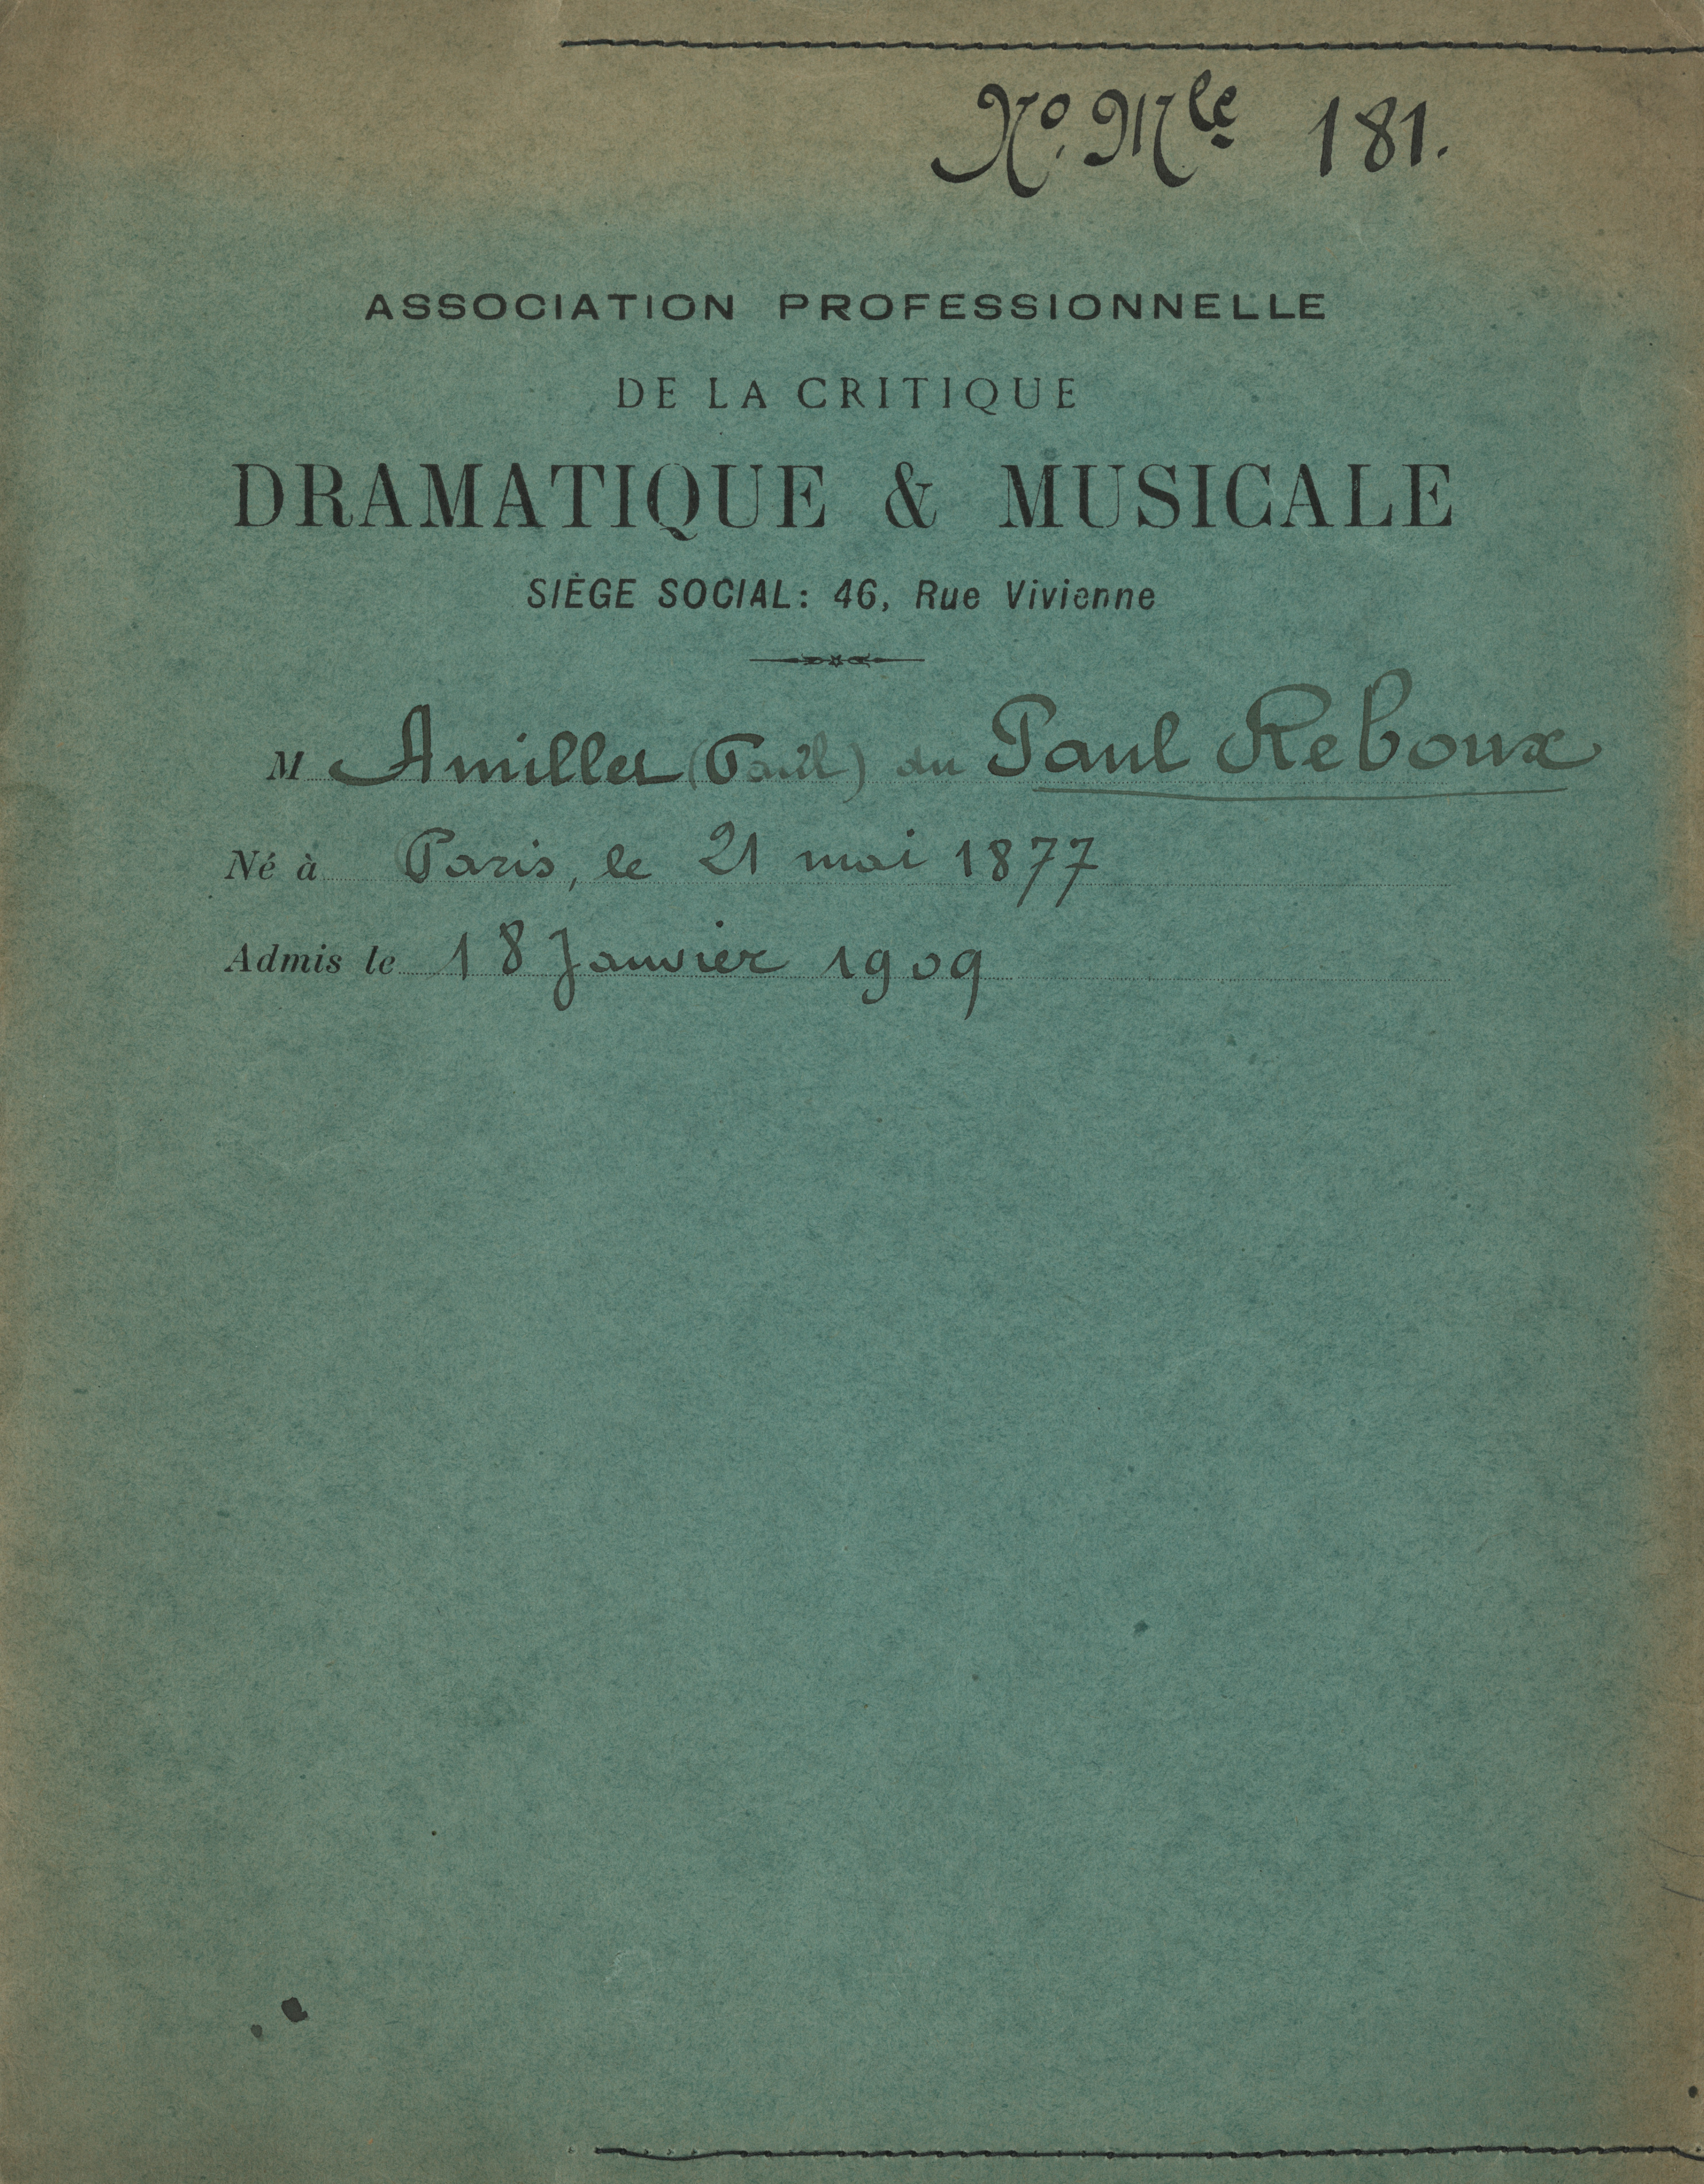 No. Mle 181.
ASSOCIATION PROFESSIONNELLE
DE LA CRITIQUE
DRAMATIQUE & MUSICALE
SIÈGE SOCIAL: 46, Rue Vivienne
M Amillet (Paul) Paul Reboux
Né à Paris, le 21 mai 1877
Admis le 18 Janvier 1909